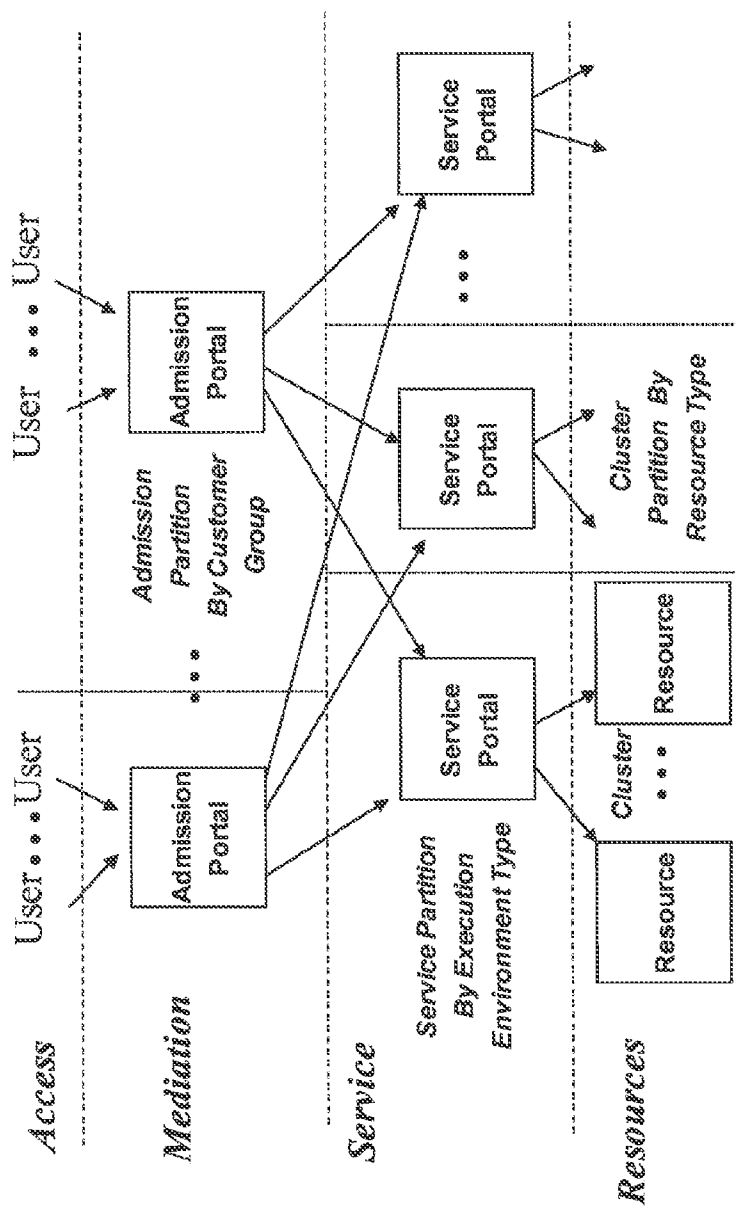 Access
User•••User
User •••User
Mediation
Admission
Portal
•••
Admission
Partition
By Customer
Group
Admission
Portal
Service
Service Partition
By Execution
Environment Type
Service
Portal
Service
Portal
•••
Service
Portal
Resources
Resource
Cluster
•••
Resource
Cluster
Partition By
Resource Type